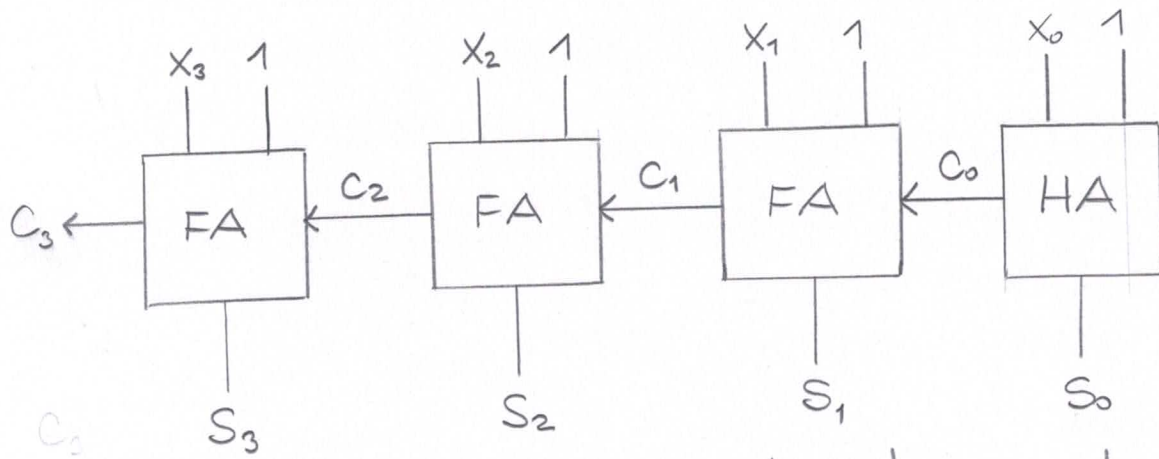 X₃ 1 X₂ 1 X₁ 1 X₀ 1
C₃ FA C₂ FA C₁ FA C₀ HA
S₃ S₂ S₁ S₀